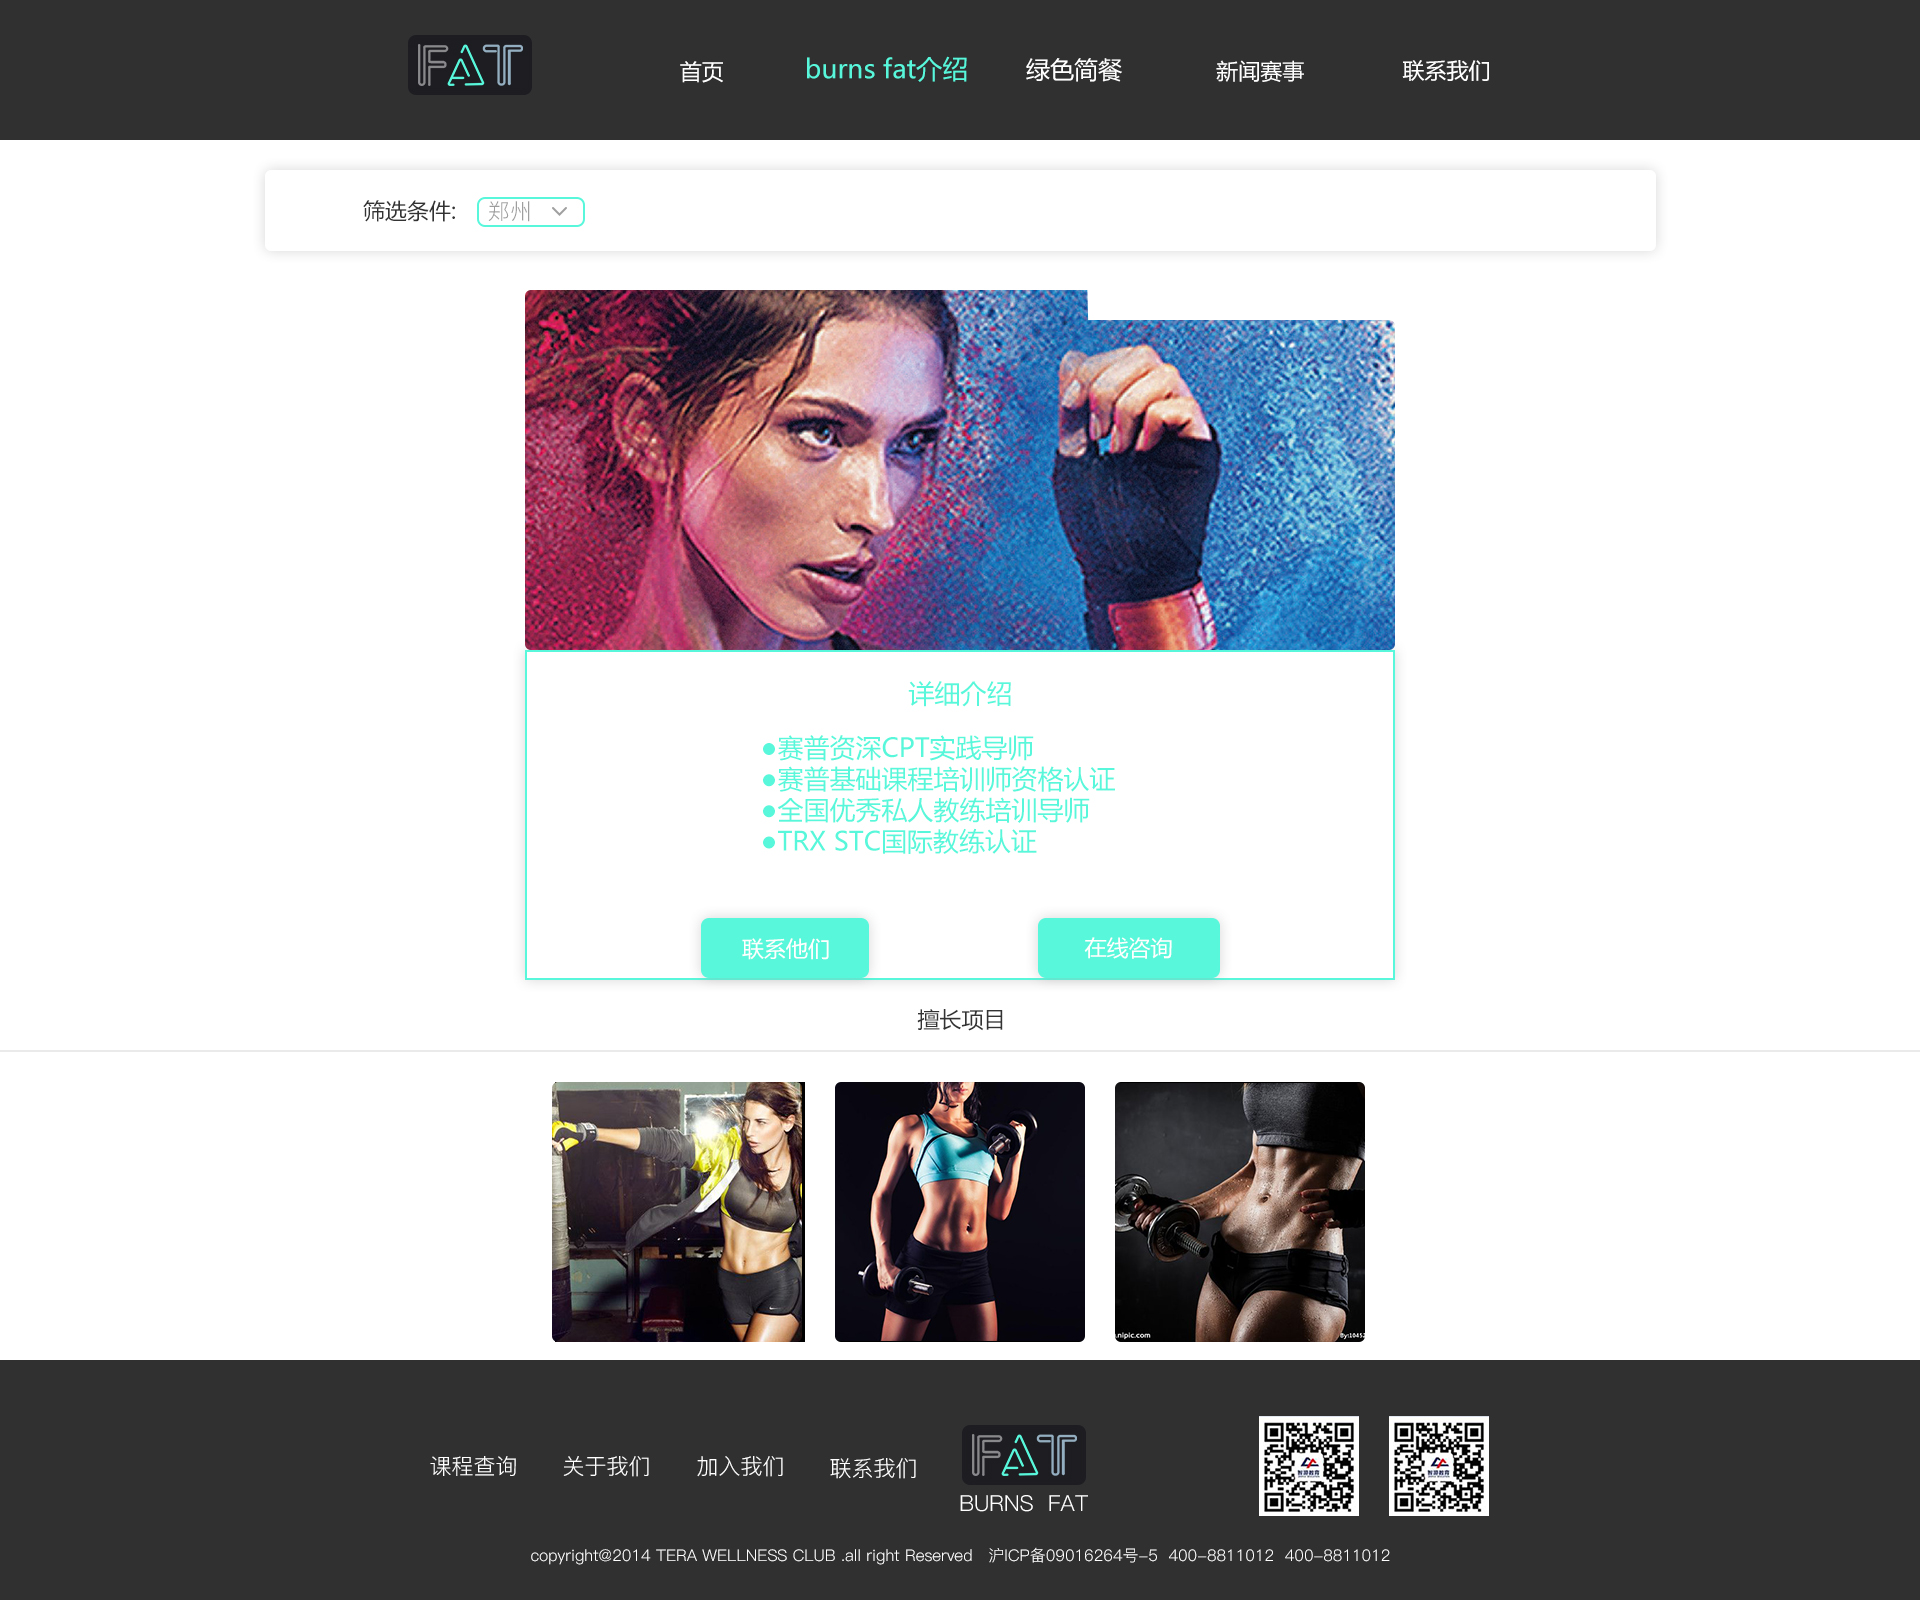 FAT
首页 burns fat介绍 绿色简餐 新闻赛事 联系我们
筛选条件: 郑州
详细介绍
●赛普资深CPT实践导师
●赛普基础课程培训师资格认证
●全国优秀私人教练培训导师
●TRX STC国际教练认证
联系他们 在线咨询
擅长项目
.nipic.com
课程查询 关于我们 加入我们 联系我们
FAT
BURNS FAT
copyright@2014 TERA WELLNESS CLUB .all right Reserved 沪ICP备09016264号-5 400-8811012 400-8811012